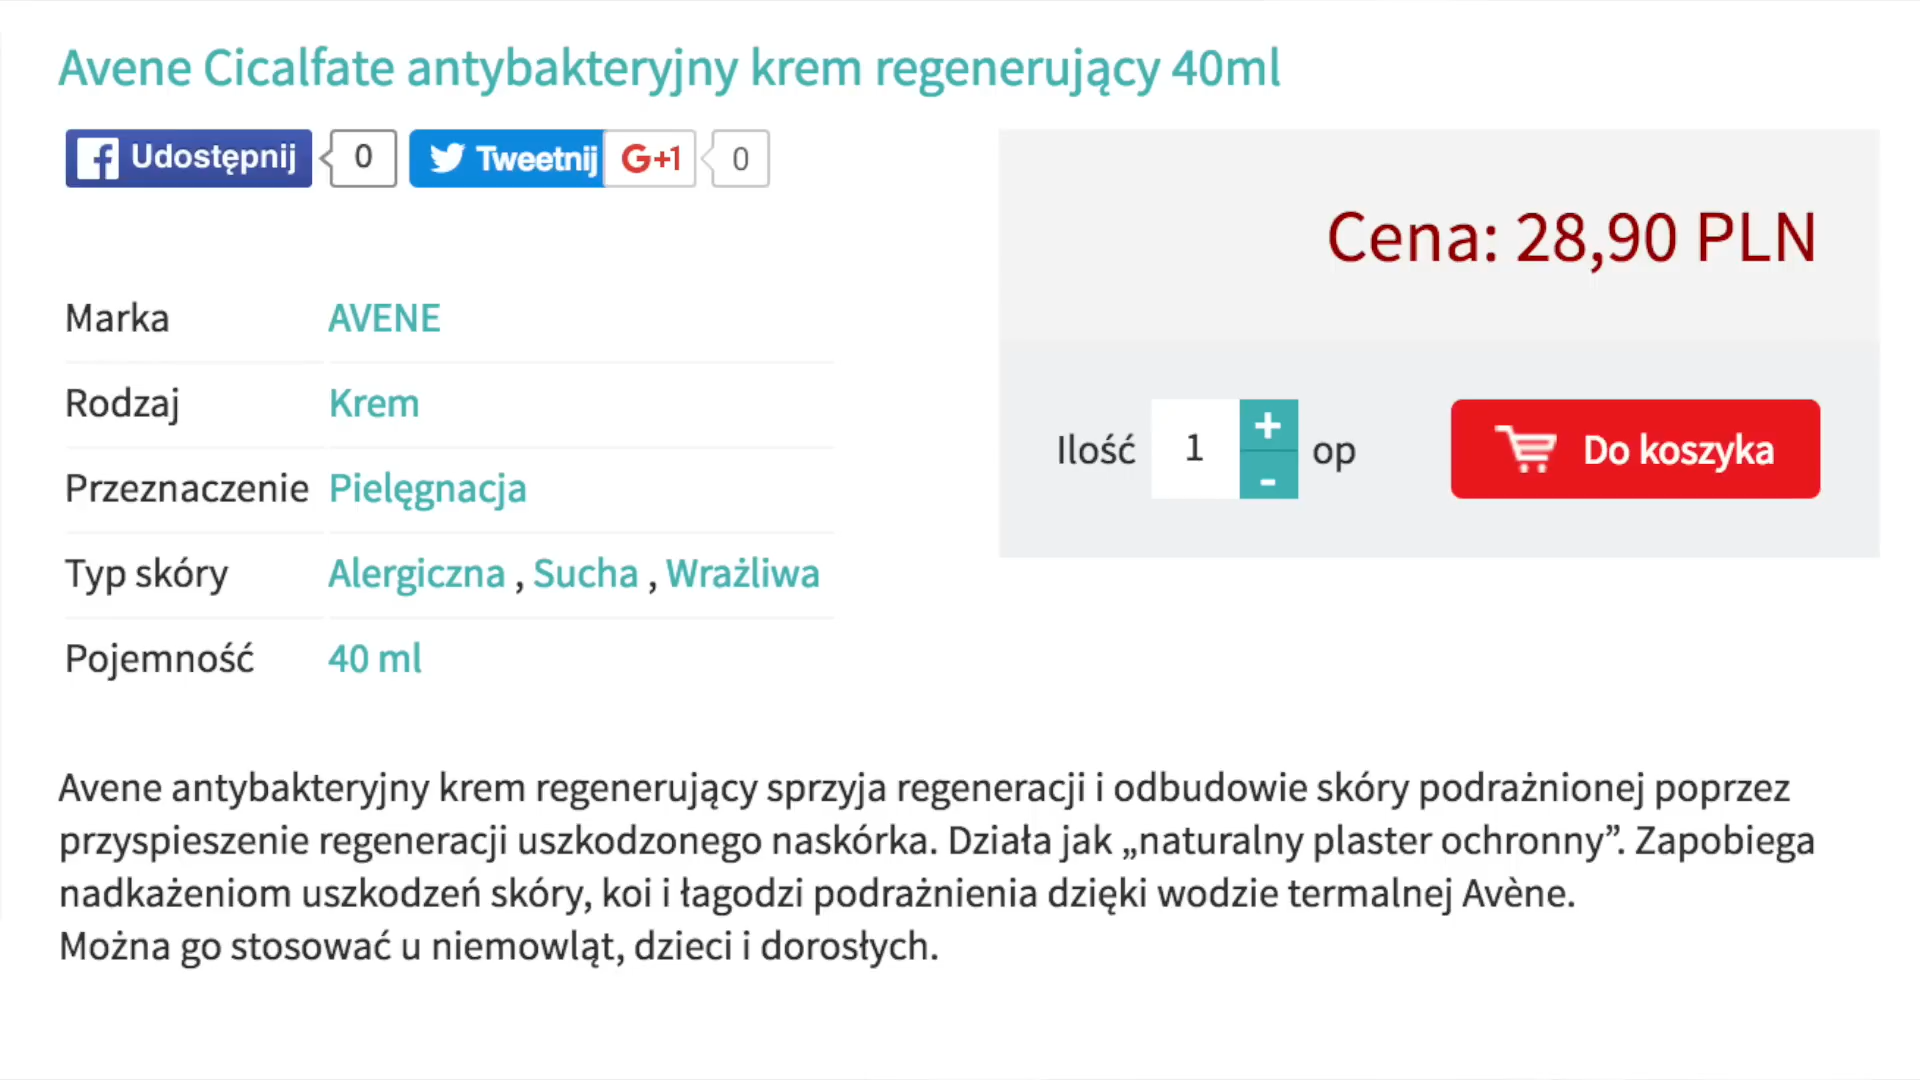 Avene Cicalfate antybakteryjny krem regenerujący 40ml
Udostępnij 0 Tweetnij G+1 0
Cena: 28,90 PLN
Marka AVENE
Rodzaj Krem
Przeznaczenie Pielęgnacja
Typ skóry Alergiczna , Sucha , Wrażliwa
Pojemność 40 ml
Ilość 1 + - op Do koszyka
Avene antybakteryjny krem regenerujący sprzyja regeneracji i odbudowie skóry podrażnionej poprzez
przyspieszenie regeneracji uszkodzonego naskórka. Działa jak „naturalny plaster ochronny”. Zapobiega
nadkażeniom uszkodzeń skóry, koi i łagodzi podrażnienia dzięki wodzie termalnej Avène.
Można go stosować u niemowląt, dzieci i dorosłych.